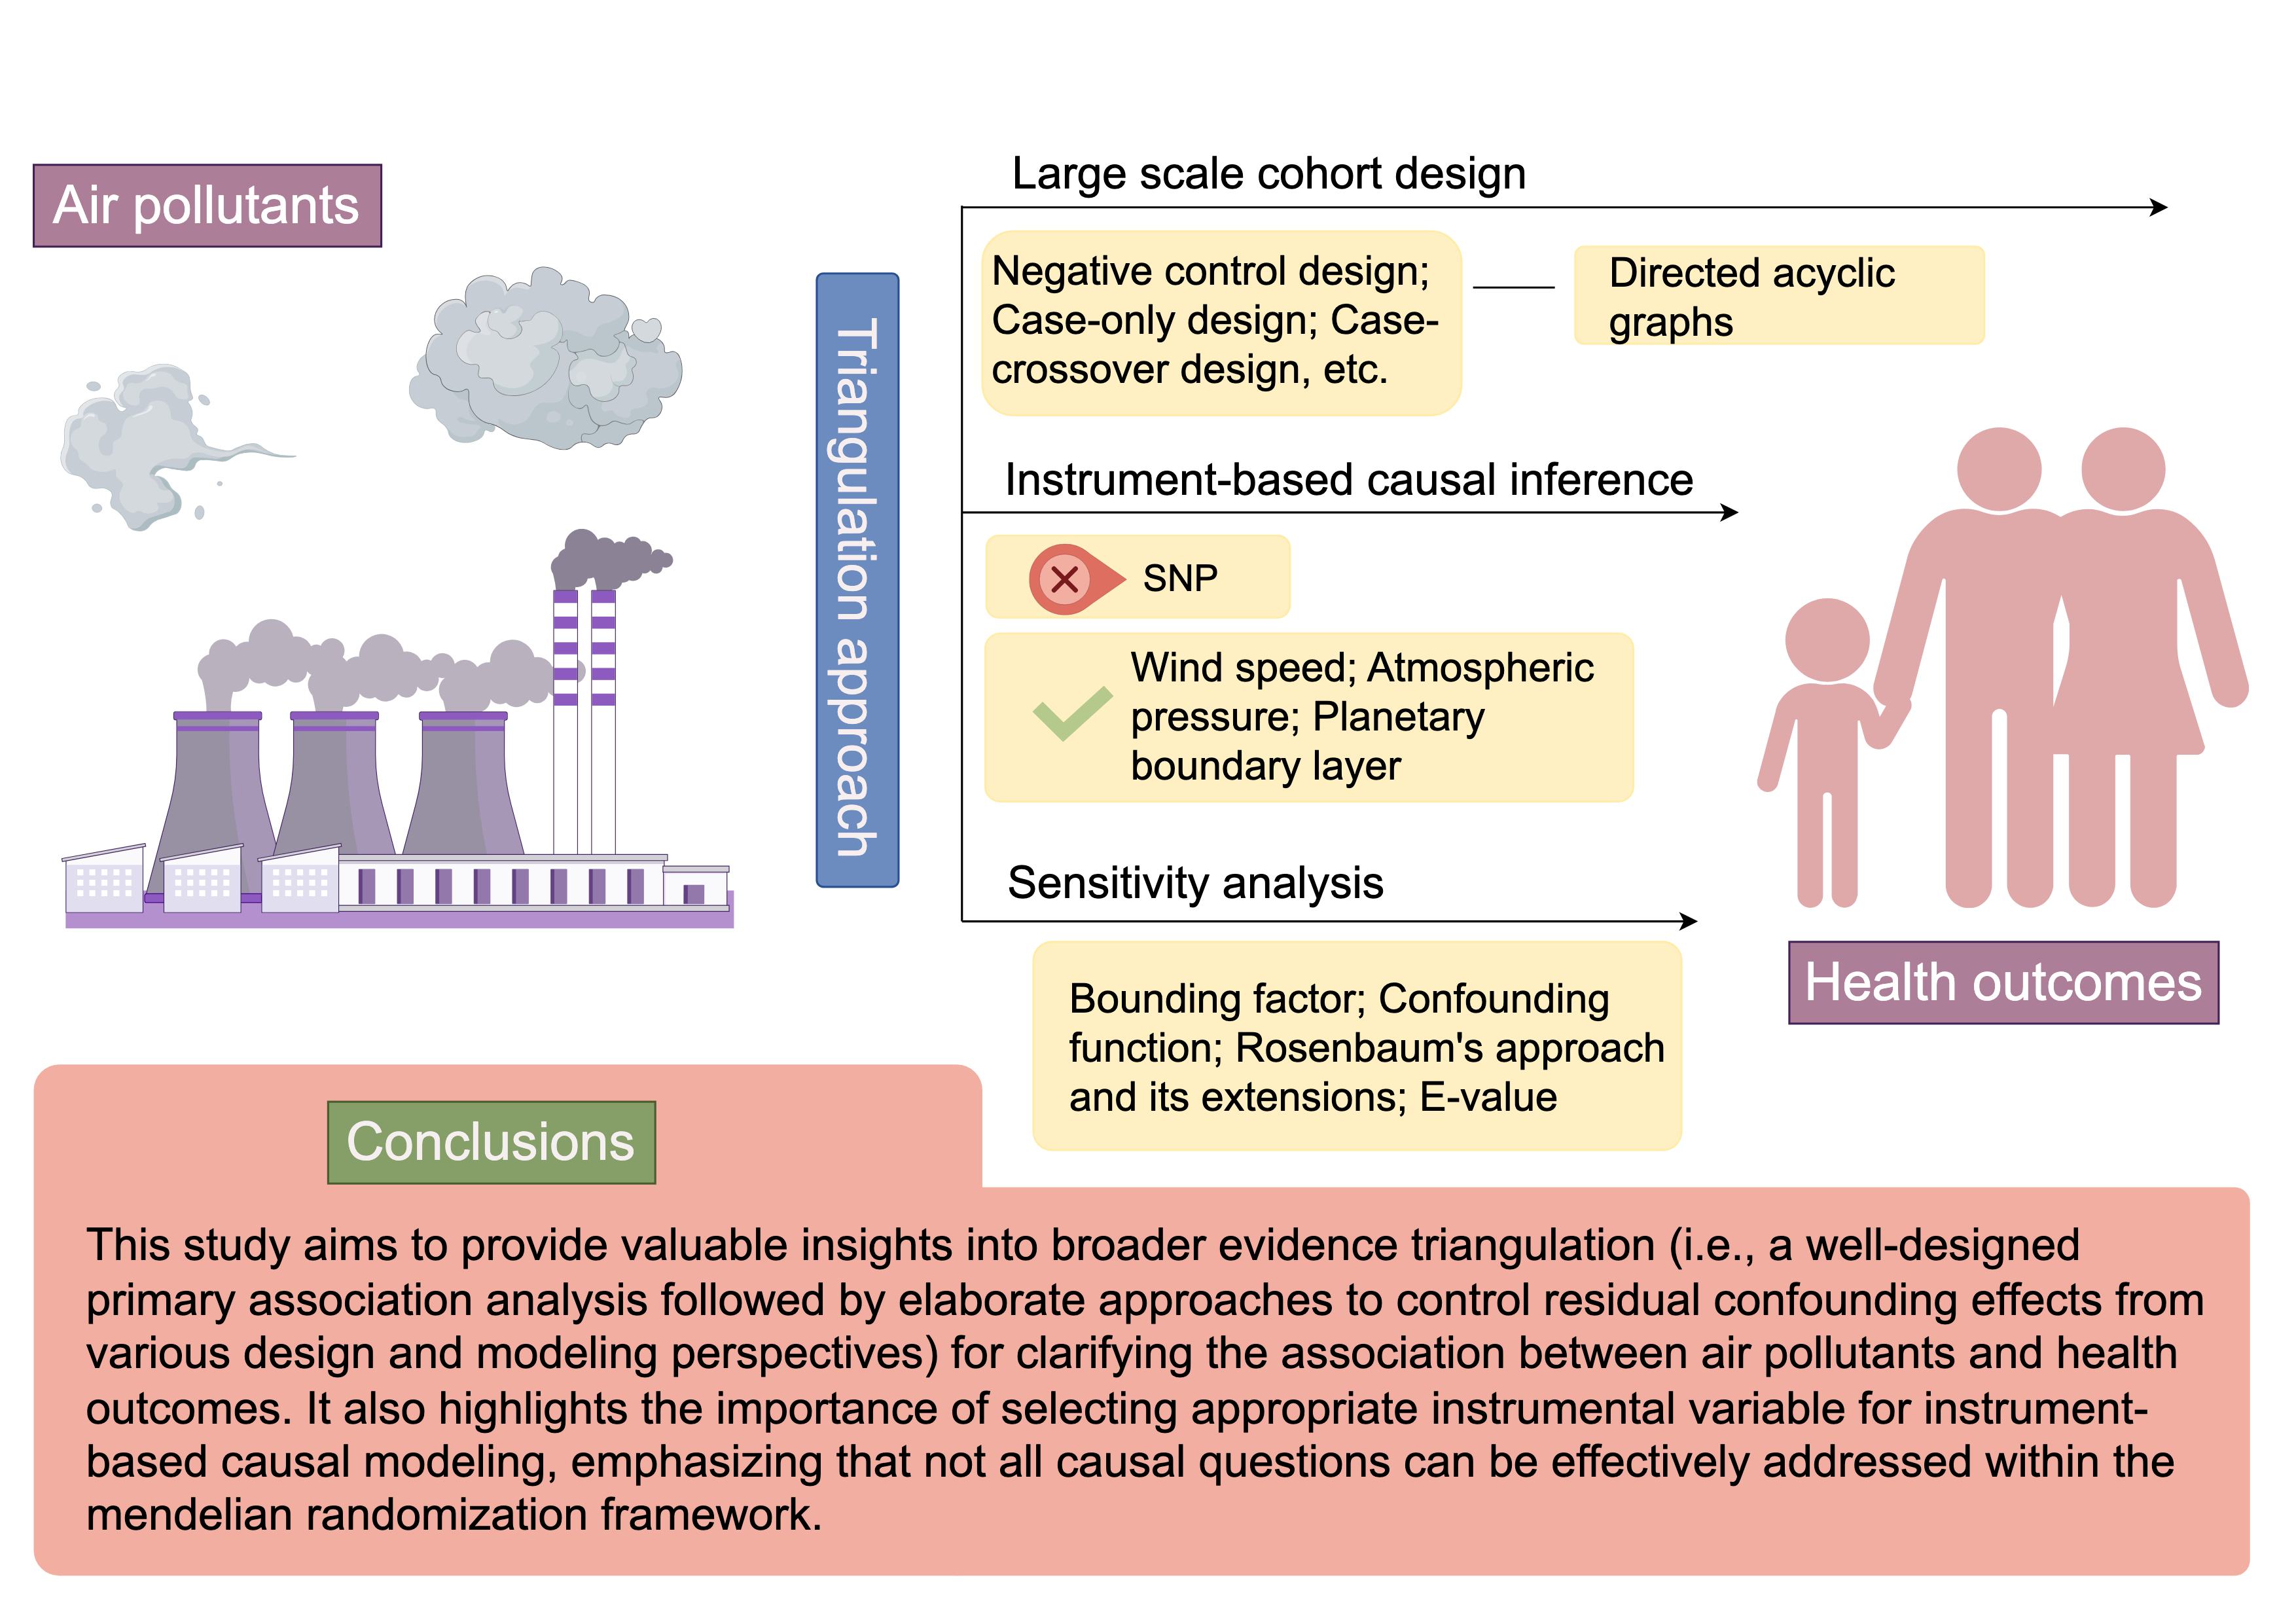 Air pollutants
Triangulation approach
Large scale cohort design
Negative control design;
Case-only design; Case-
crossover design, etc.
Directed acyclic
graphs
Instrument-based causal inference
SNP
Wind speed; Atmospheric
pressure; Planetary
boundary layer
Sensitivity analysis
Bounding factor; Confounding
function; Rosenbaum's approach
and its extensions; E-value
Health outcomes
Conclusions
This study aims to provide valuable insights into broader evidence triangulation (i.e., a well-designed
primary association analysis followed by elaborate approaches to control residual confounding effects from
various design and modeling perspectives) for clarifying the association between air pollutants and health
outcomes. It also highlights the importance of selecting appropriate instrumental variable for instrument-
based causal modeling, emphasizing that not all causal questions can be effectively addressed within the
mendelian randomization framework.